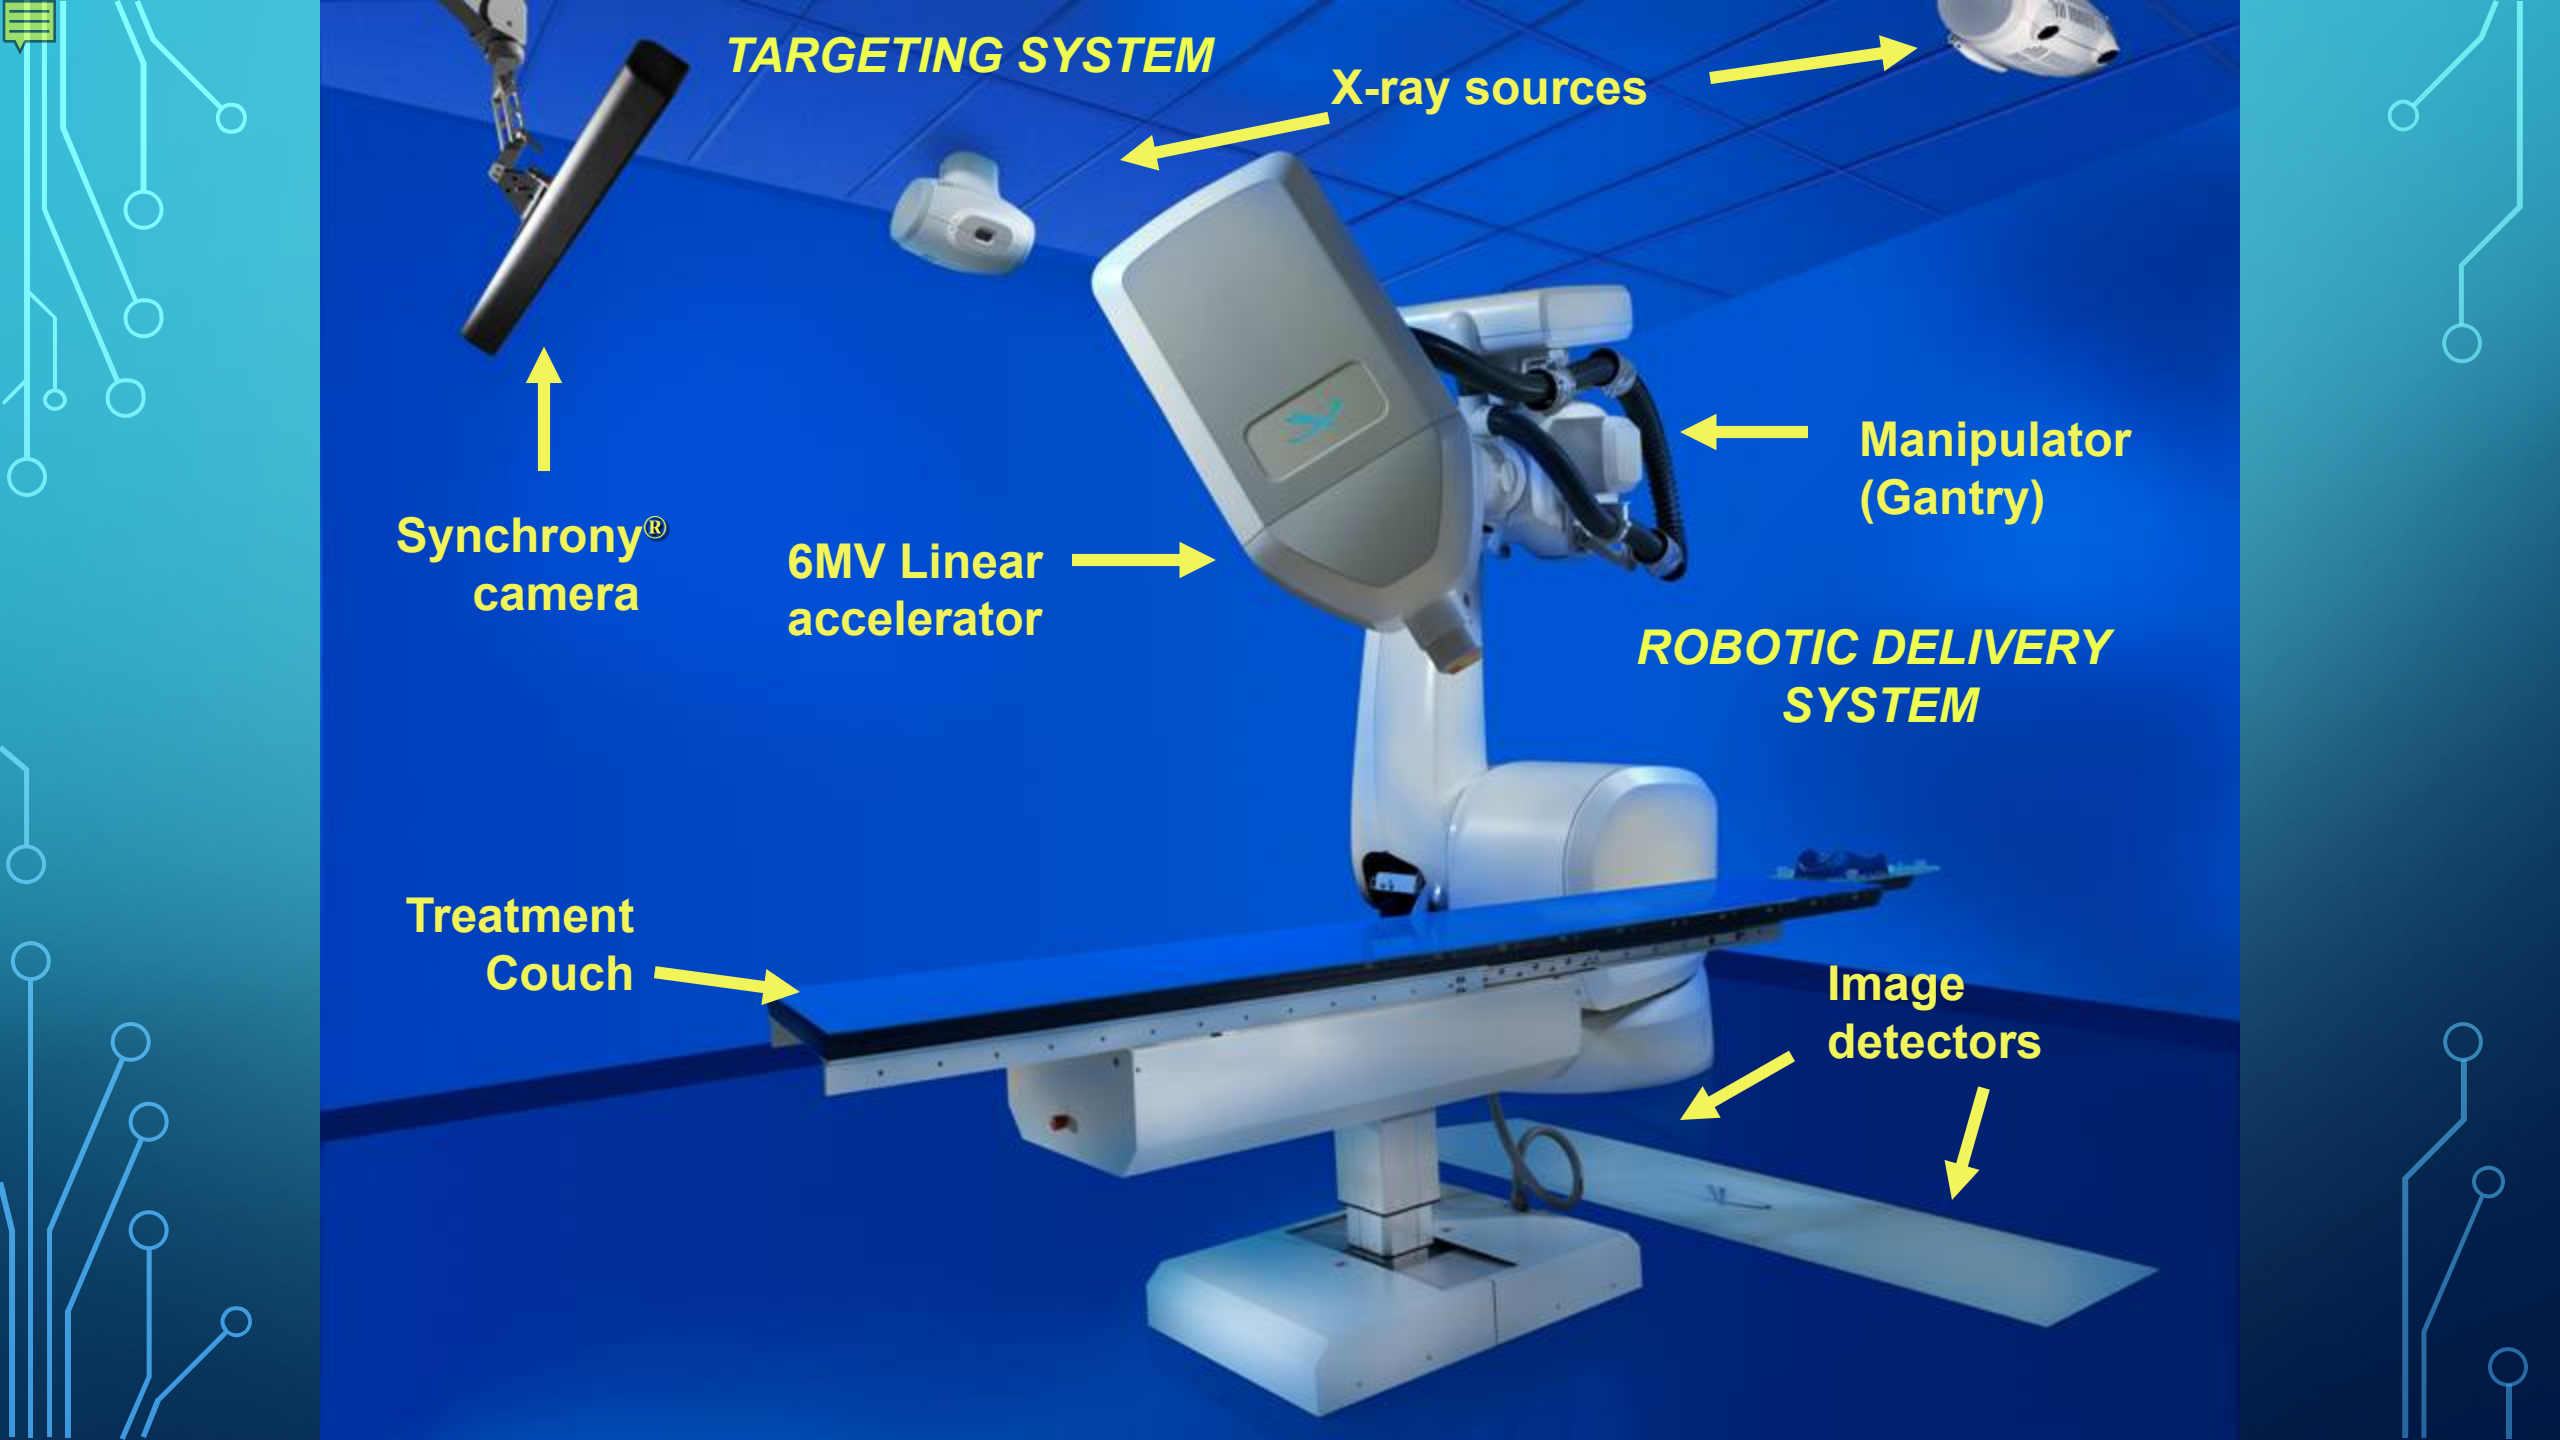 TARGETING SYSTEM
X-ray sources
Manipulator
(Gantry)
Synchrony®
camera
6MV Linear
accelerator
ROBOTIC DELIVERY
SYSTEM
Treatment
Couch
Image
detectors